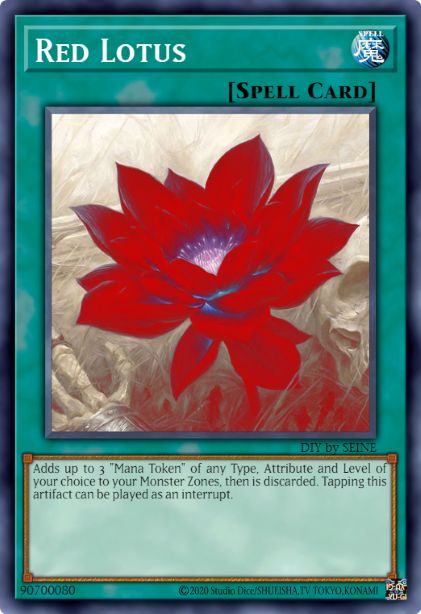 RED LOTUS
SPELL
魔
[SPELL CARD]
DIY by SEINE
Adds up to 3 "Mana Token" of any Type, Attribute and Level of
your choice to your Monster Zones, then is discarded. Tapping this
artifact can be played as an interrupt.
90700080
©2020 Studio Dice/SHUEISHA,TV TOKYO,KONAMI